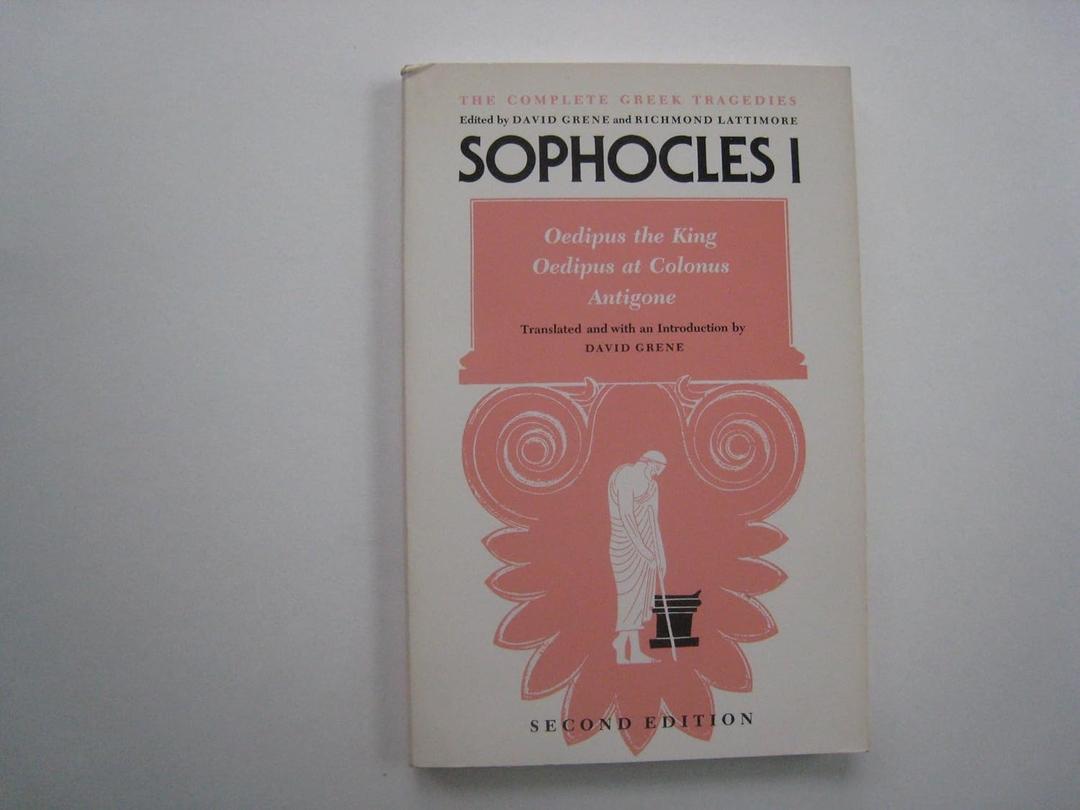 THE COMPLETE GREEK TRAGEDIES
Edited by DAVID GRENE and RICHMOND LATTIMORE
SOPHOCLES I
Oedipus the King
Oedipus at Colonus
Antigone
Translated and with an Introduction by
DAVID GRENE
SECOND EDITION